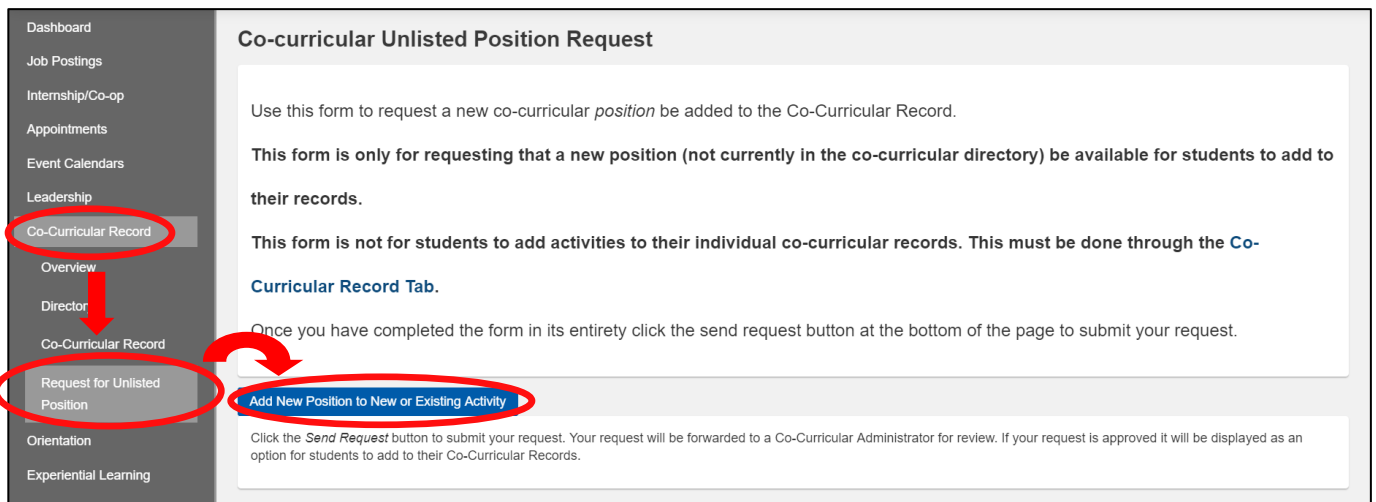 Dashboard
Job Postings
Internship/Co-op
Appointments
Event Calendars
Leadership
Co-Curricular Record
Overview
Directory
Co-Curricular Record
Request for Unlisted
Position
Orientation
Experiential Learning
Co-curricular Unlisted Position Request
Use this form to request a new co-curricular position be added to the Co-Curricular Record.
This form is only for requesting that a new position (not currently in the co-curricular directory) be available for students to add to
their records.
This form is not for students to add activities to their individual co-curricular records. This must be done through the Co-
Curricular Record Tab.
Once you have completed the form in its entirety click the send request button at the bottom of the page to submit your request.
Add New Position to New or Existing Activity
Click the Send Request button to submit your request. Your request will be forwarded to a Co-Curricular Administrator for review. If your request is approved it will be displayed as an
option for students to add to their Co-Curricular Records.